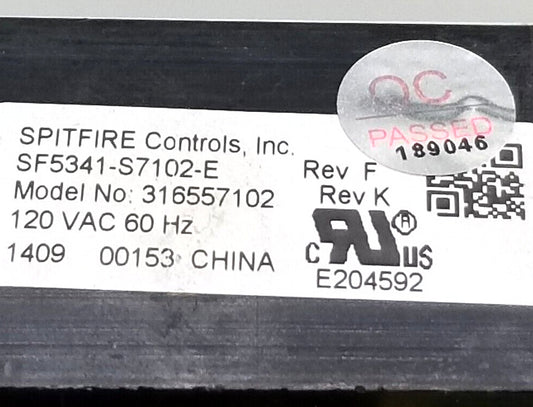 QC
PASSED
189046
SPITFIRE Controls, Inc.
SF5341-S7102-E Rev F
Model No: 316557102 Rev K
120 VAC 60 Hz
1409 00153 CHINA
C UR US ®
E204592